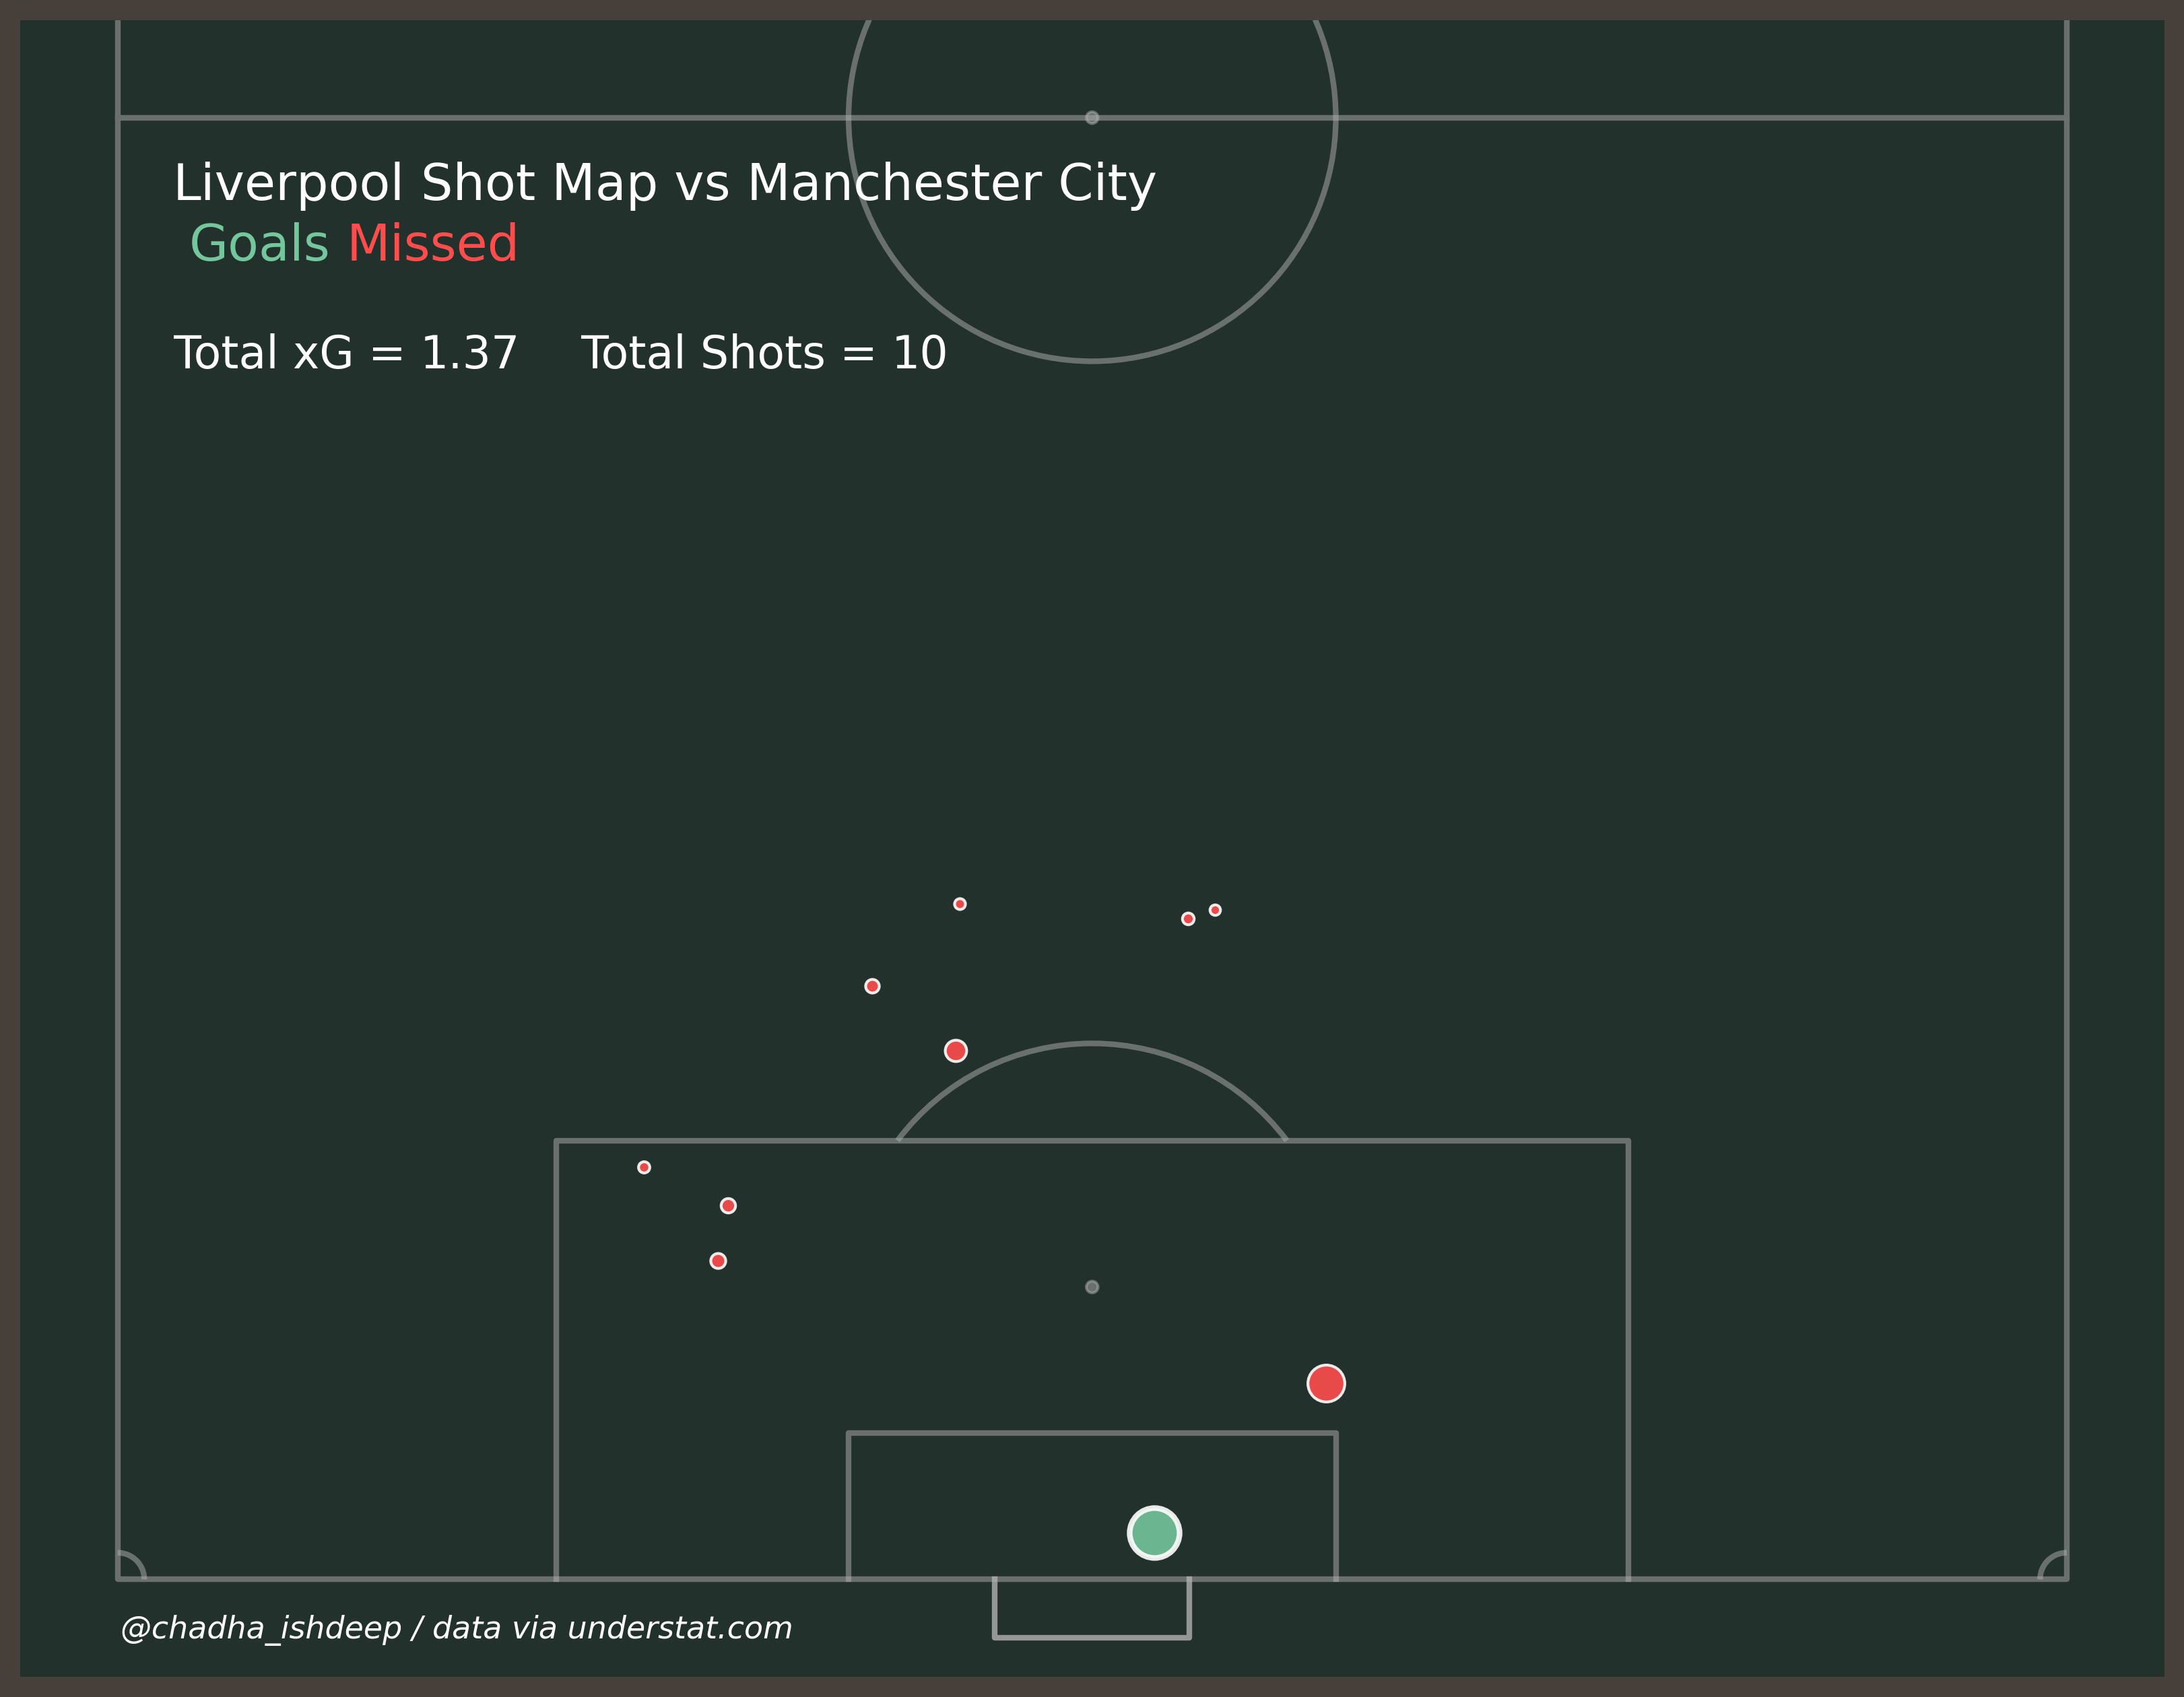 Liverpool Shot Map vs Manchester City
Goals Missed
Total xG = 1.37 Total Shots = 10
@chadha_ishdeep / data via understat.com